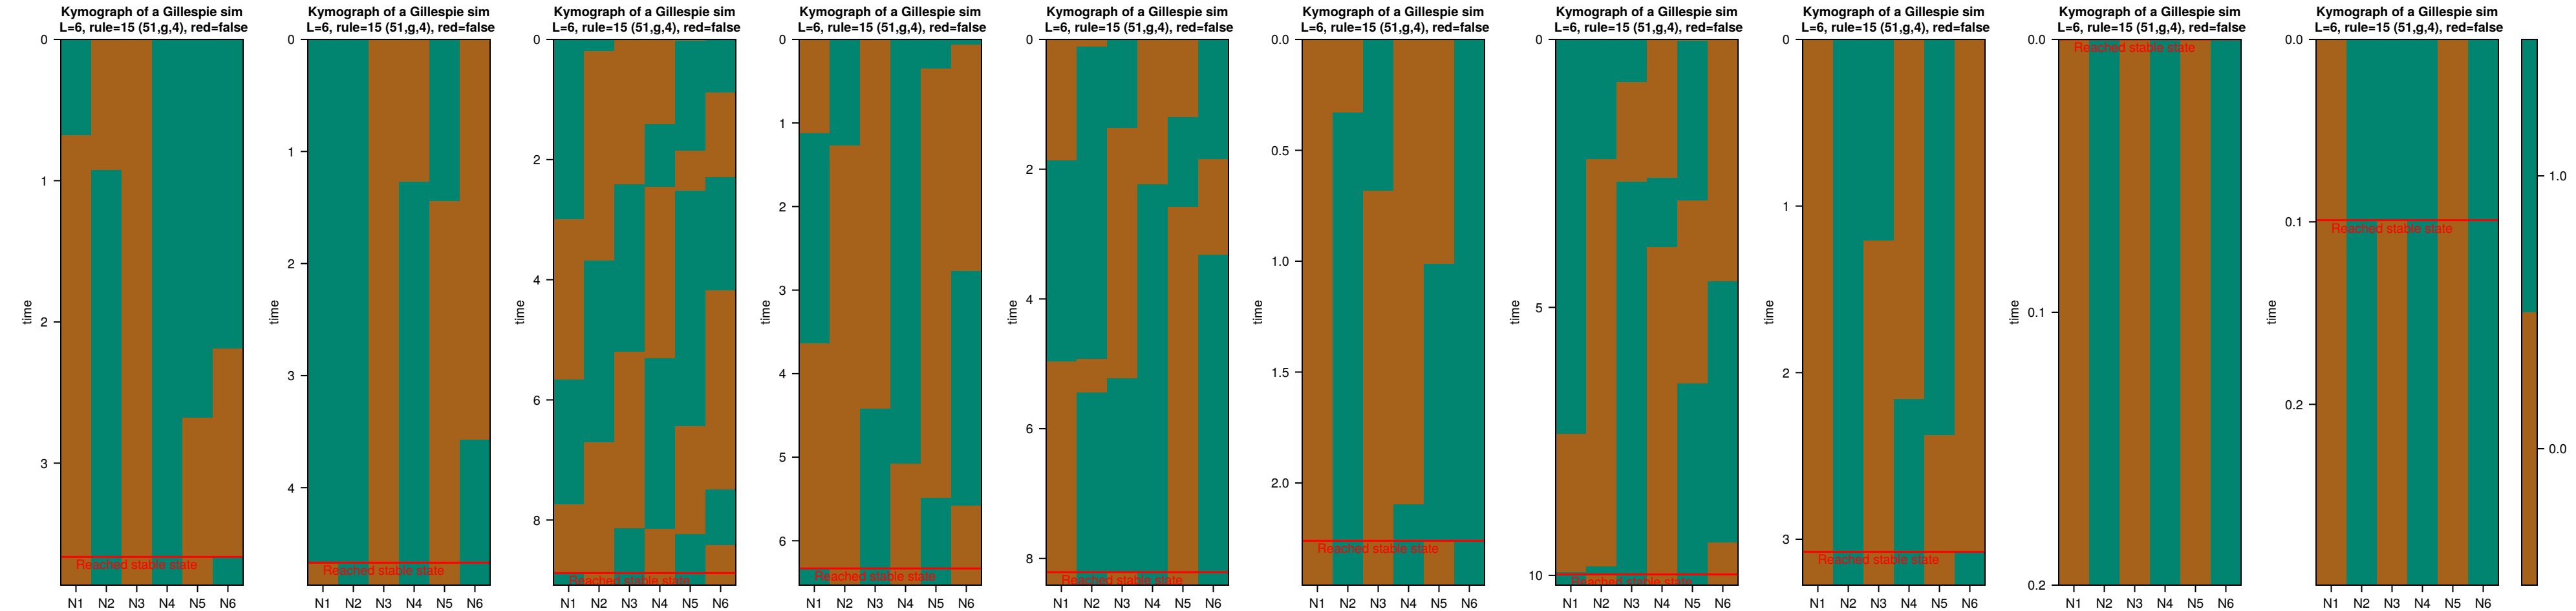 Kymograph of a Gillespie sim
L=6, rule=15 (51,g,4), red=false
0
1
2
3
time
Reached stable state
N1 N2 N3 N4 N5 N6
Kymograph of a Gillespie sim
L=6, rule=15 (51,g,4), red=false
0
1
2
3
4
time
Reached stable state
N1 N2 N3 N4 N5 N6
Kymograph of a Gillespie sim
L=6, rule=15 (51,g,4), red=false
0
2
4
6
8
time
Reached stable state
N1 N2 N3 N4 N5 N6
Kymograph of a Gillespie sim
L=6, rule=15 (51,g,4), red=false
0
1
2
3
4
5
6
time
Reached stable state
N1 N2 N3 N4 N5 N6
Kymograph of a Gillespie sim
L=6, rule=15 (51,g,4), red=false
0
2
4
6
8
time
Reached stable state
N1 N2 N3 N4 N5 N6
Kymograph of a Gillespie sim
L=6, rule=15 (51,g,4), red=false
0.0
0.5
1.0
1.5
2.0
time
Reached stable state
N1 N2 N3 N4 N5 N6
Kymograph of a Gillespie sim
L=6, rule=15 (51,g,4), red=false
0
5
10
time
Reached stable state
N1 N2 N3 N4 N5 N6
Kymograph of a Gillespie sim
L=6, rule=15 (51,g,4), red=false
0
1
2
3
time
Reached stable state
N1 N2 N3 N4 N5 N6
Kymograph of a Gillespie sim
L=6, rule=15 (51,g,4), red=false
0.0
0.1
0.2
time
Reached stable state
N1 N2 N3 N4 N5 N6
Kymograph of a Gillespie sim
L=6, rule=15 (51,g,4), red=false
0.0
0.1
0.2
time
Reached stable state
N1 N2 N3 N4 N5 N6
1.0
0.0